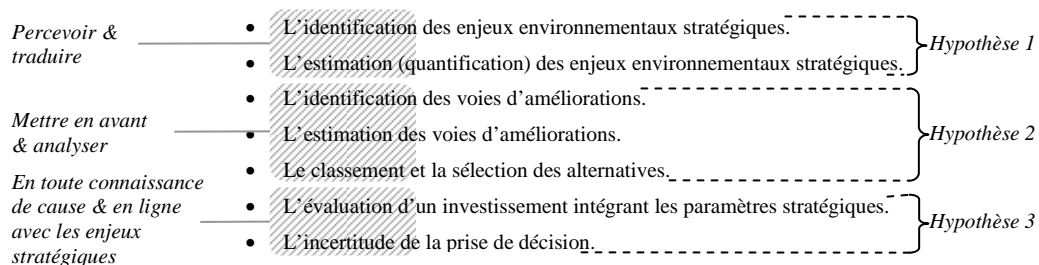 Percevoir &
traduire
• L’identification des enjeux environnementaux stratégiques.
• L’estimation (quantification) des enjeux environnementaux stratégiques.
Hypothèse 1
Mettre en avant
& analyser
• L’identification des voies d’améliorations.
• L’estimation des voies d’améliorations.
• Le classement et la sélection des alternatives.
Hypothèse 2
En toute connaissance
de cause & en ligne
avec les enjeux
stratégiques
• L’évaluation d’un investissement intégrant les paramètres stratégiques.
• L’incertitude de la prise de décision.
Hypothèse 3